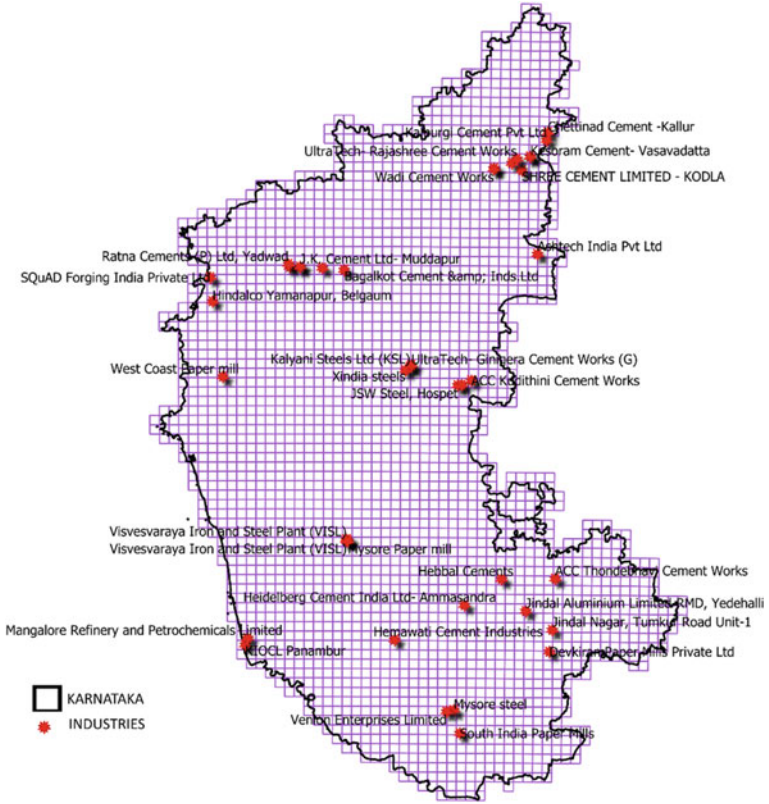 Chettinad Cement -Kallur
Kalburgi Cement Pvt Ltd
UltraTech- Rajashree Cement Works
Kesoram Cement- Vasavadatta
Wadi Cement Works
SHREE CEMENT LIMITED - KODLA
Ashtech India Pvt Ltd
Ratna Cements (P) Ltd, Yadwad
J.K. Cement Ltd- Muddapur
SQuAD Forging India Private Ltd
Bagalkot Cement &amp; Inds.Ltd
Hindalco Yamanapur, Belgaum
Kalyani Steels Ltd (KSL)
UltraTech- Ginigera Cement Works (G)
West Coast Paper mill
Xindia steels
ACC Kudithini Cement Works
JSW Steel, Hospet
Visvesvaraya Iron and Steel Plant (VISL)
Visvesvaraya Iron and Steel Plant (VISL)
Mysore Paper mill
Hebbal Cements
ACC Thondebhavi Cement Works
Heidelberg Cement India Ltd- Ammasandra
Jindal Aluminium Limited RMD, Yedehalli
Jindal Nagar, Tumkur Road Unit-1
Mangalore Refinery and Petrochemicals Limited
Hemawati Cement Industries
KIOCL Panambur
Devkiran Paper Mills Private Ltd
Mysore steel
Venlon Enterprises Limited
South India Paper Mills
KARNATAKA
INDUSTRIES